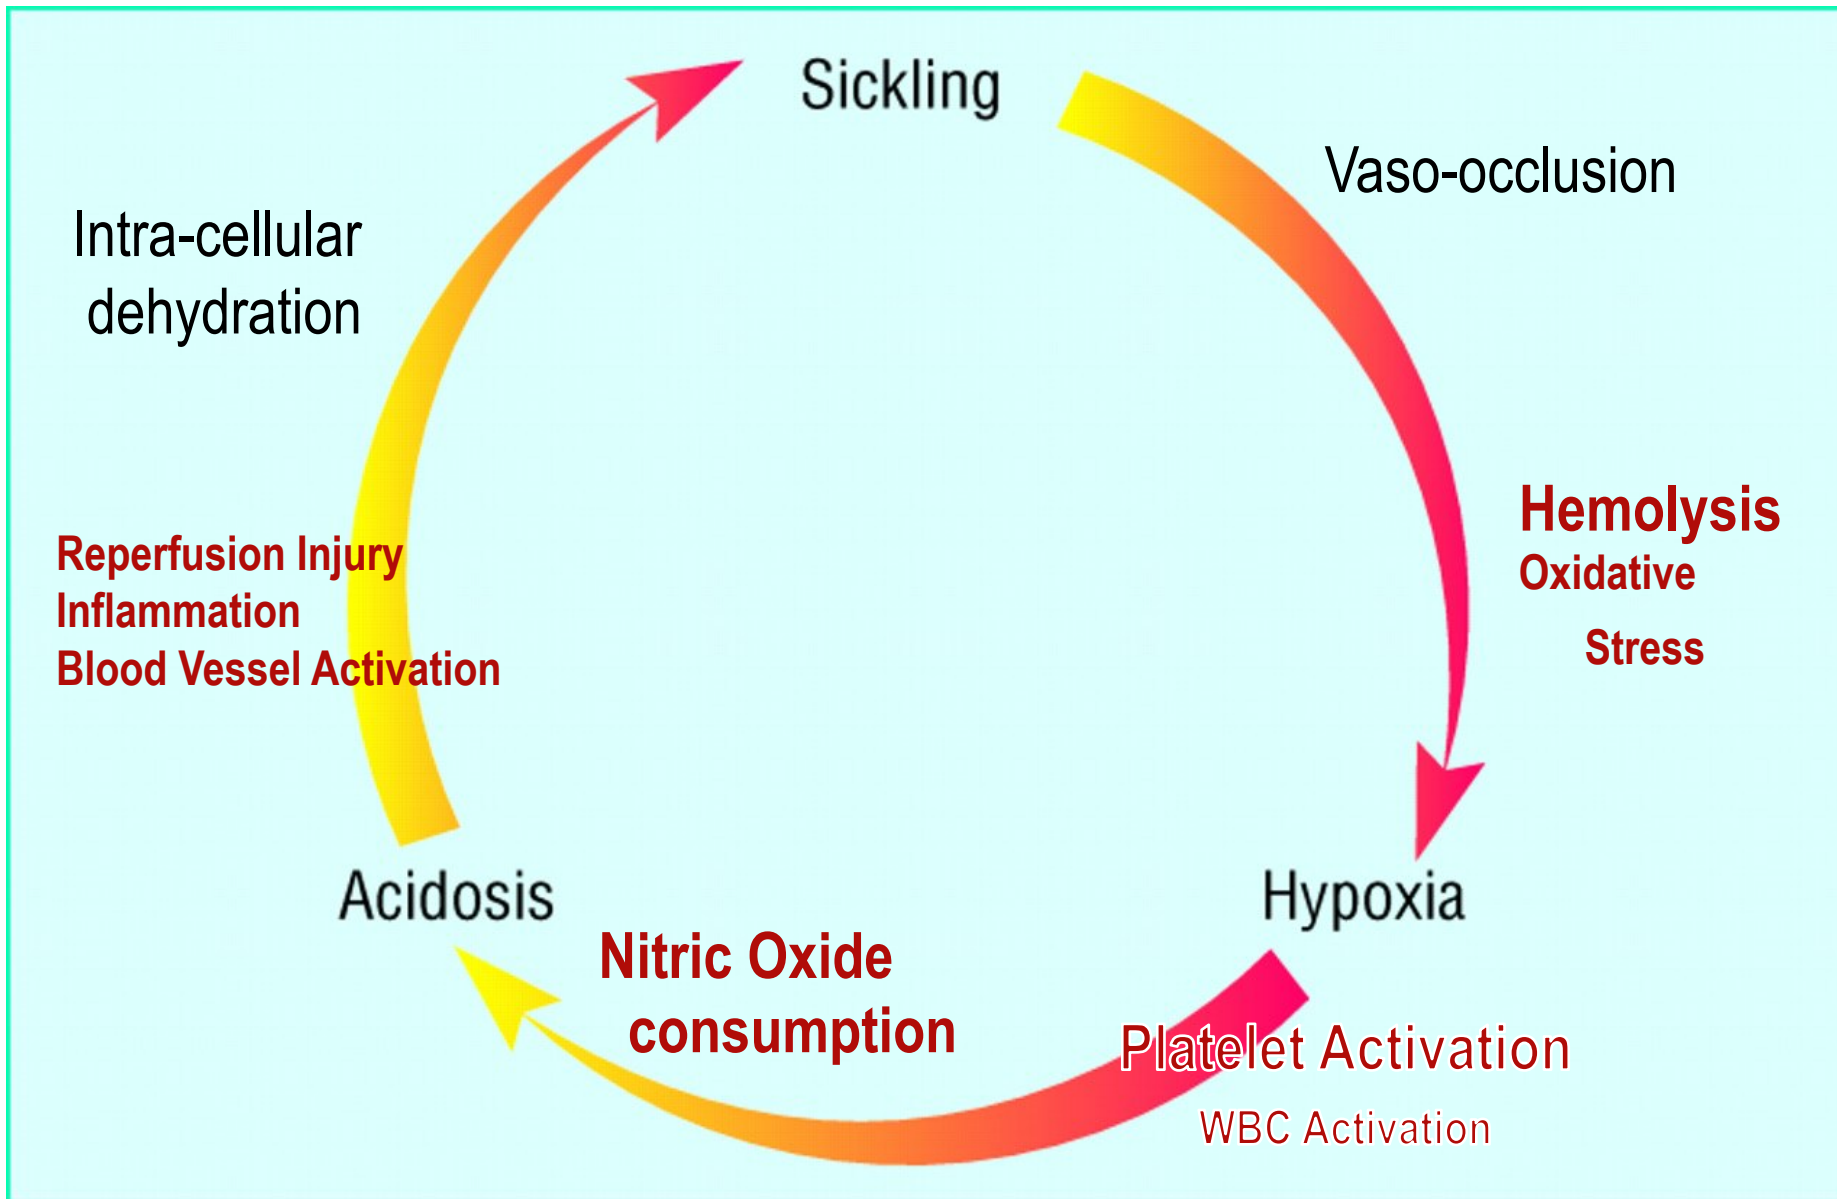 Sickling
Vaso-occlusion
Intra-cellular
dehydration
Hemolysis
Oxidative
Stress
Reperfusion Injury
Inflammation
Blood Vessel Activation
Acidosis
Hypoxia
Nitric Oxide
consumption
Platelet Activation
WBC Activation